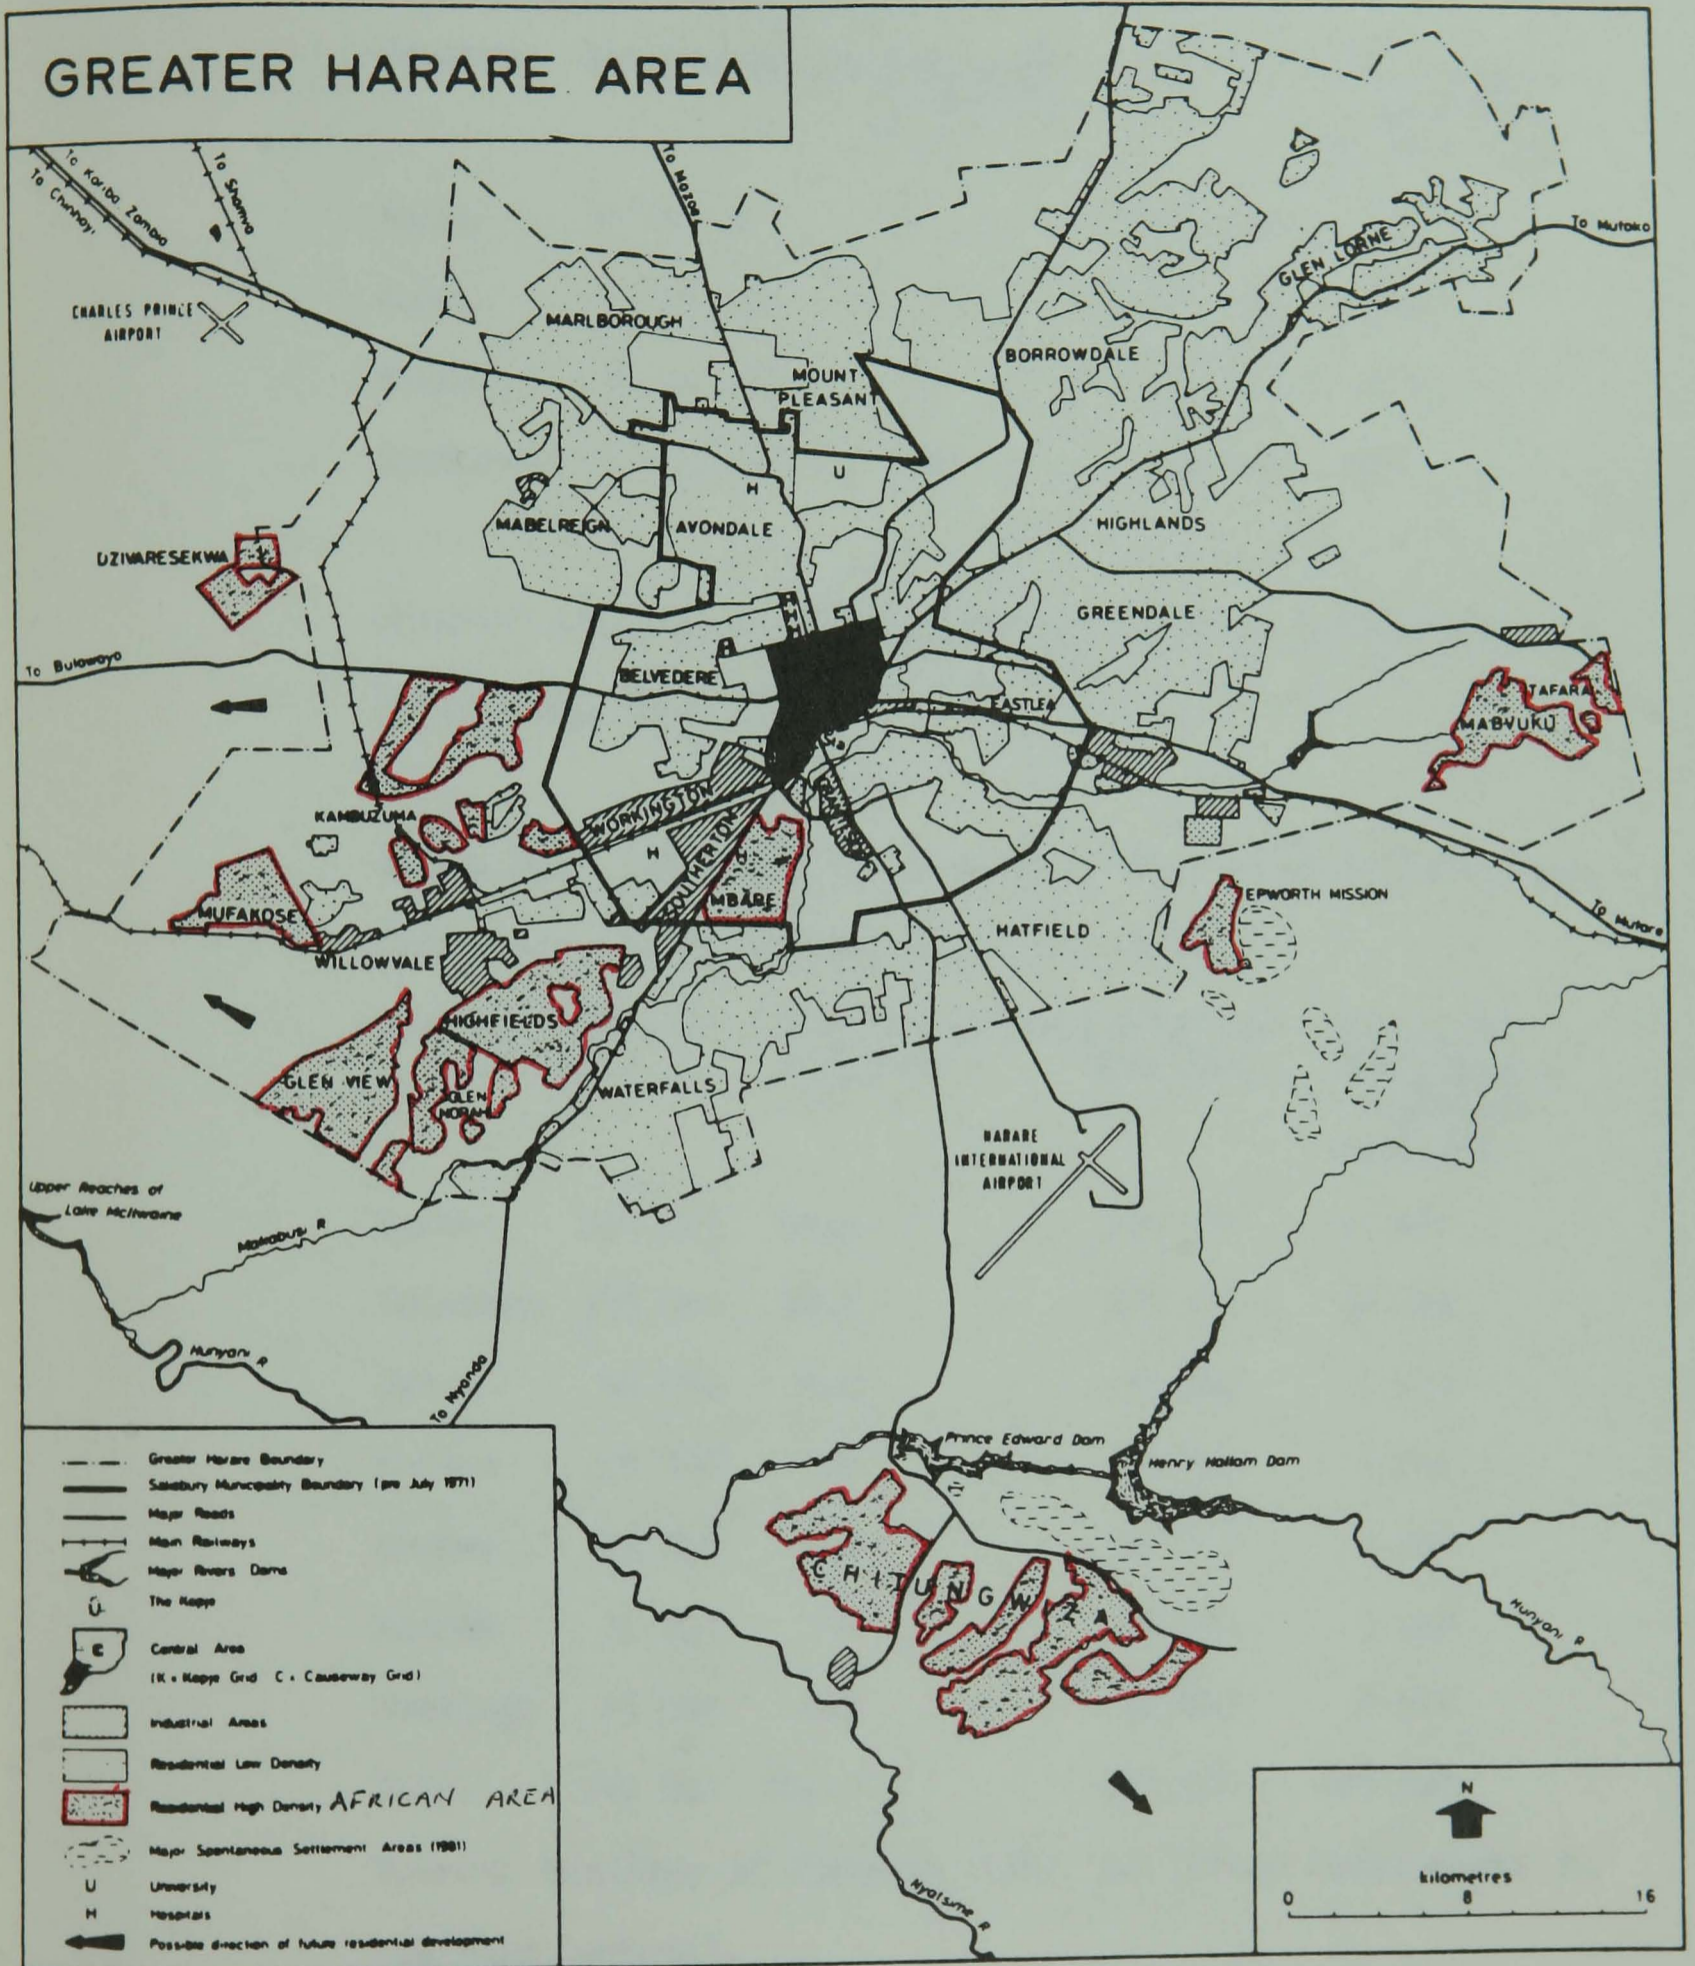 GREATER HARARE AREA
To Kariba Zambia
To Chinhoyi
To Shamva
To Mazoe
To Mutoko
CHARLES PRINCE
AIRPORT
MARLBOROUGH
GLEN LORNE
BORROWDALE
MOUNT
PLEASANT
U
H
MABELREIGN
AVONDALE
HIGHLANDS
DZIVARESEKWA
GREENDALE
To Bulawayo
BELVEDERE
EASTLEA
TAFARA
MABVUKU
KAMBUZUMA
WORKINGTON
H
SOUTHERTON
MBARE
MUFAKOSE
EPWORTH MISSION
To Mutare
HATFIELD
WILLOWVALE
HIGHFIELDS
GLEN VIEW
GLEN
NORAH
WATERFALLS
HARARE
INTERNATIONAL
AIRPORT
Upper Reaches of
Lake McIlwaine
Makabusi R
Hunyani R
To Nyanda
Prince Edward Dam
Henry Hallam Dam
CHITUNGWIZA
Hunyani R
Nyatsime R
Greater Harare Boundary
Salisbury Municipality Boundary (pre July 1971)
Major Roads
Main Railways
Major Rivers Dams
The Kopje
C
Central Area
(K = Kopje Grid C = Causeway Grid)
Industrial Areas
Residential Low Density
Residential High Density AFRICAN AREA
Major Spontaneous Settlement Areas (1981)
U University
H Hospitals
Possible direction of future residential development
N
kilometres
0 8 16